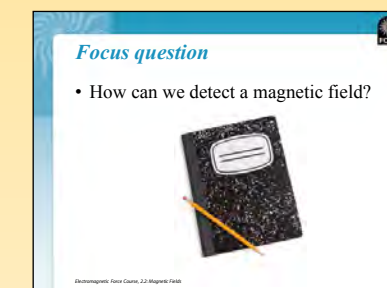 Focus question
• How can we detect a magnetic field?
Electromagnetic Force Course, 2.2: Magnetic Fields